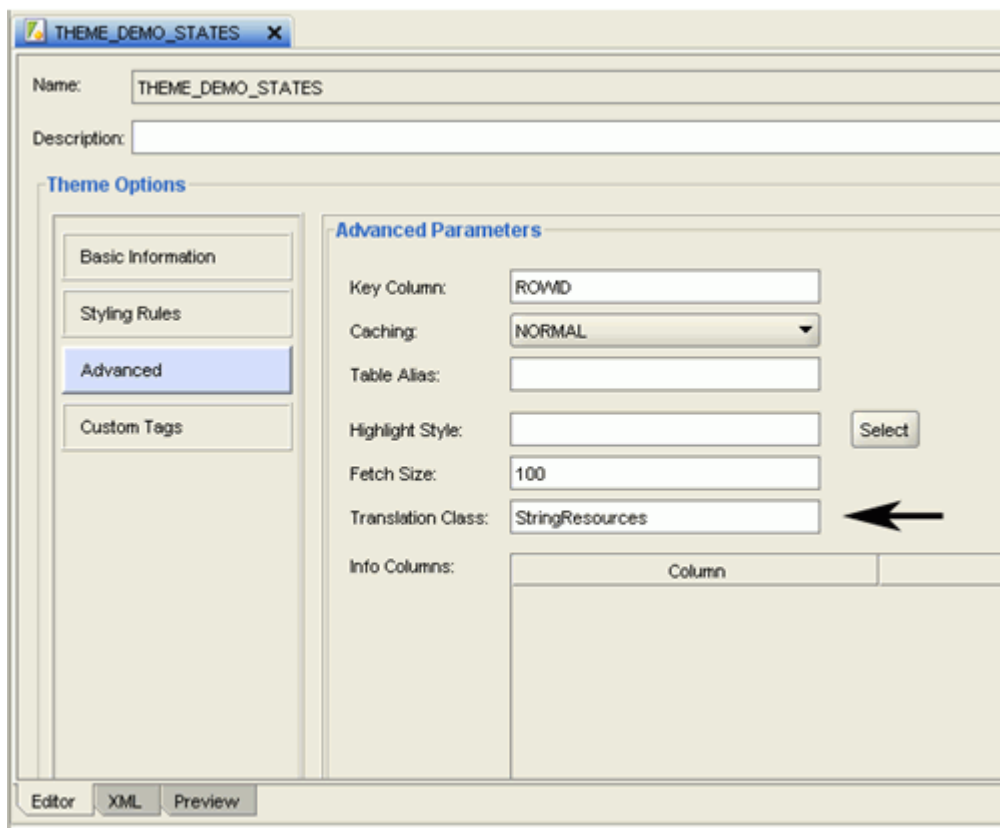 THEME_DEMO_STATES
Name: THEME_DEMO_STATES
Description:
Theme Options
Basic Information
Styling Rules
Advanced
Custom Tags
Advanced Parameters
Key Column: ROWID
Caching: NORMAL
Table Alias:
Highlight Style: Select
Fetch Size: 100
Translation Class: StringResources
Info Columns: Column
Editor XML Preview